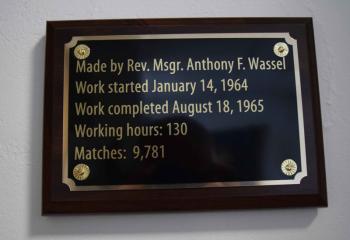 Made by Rev. Msgr. Anthony F. Wassel
Work started January 14, 1964
Work completed August 18, 1965
Working hours: 130
Matches: 9,781